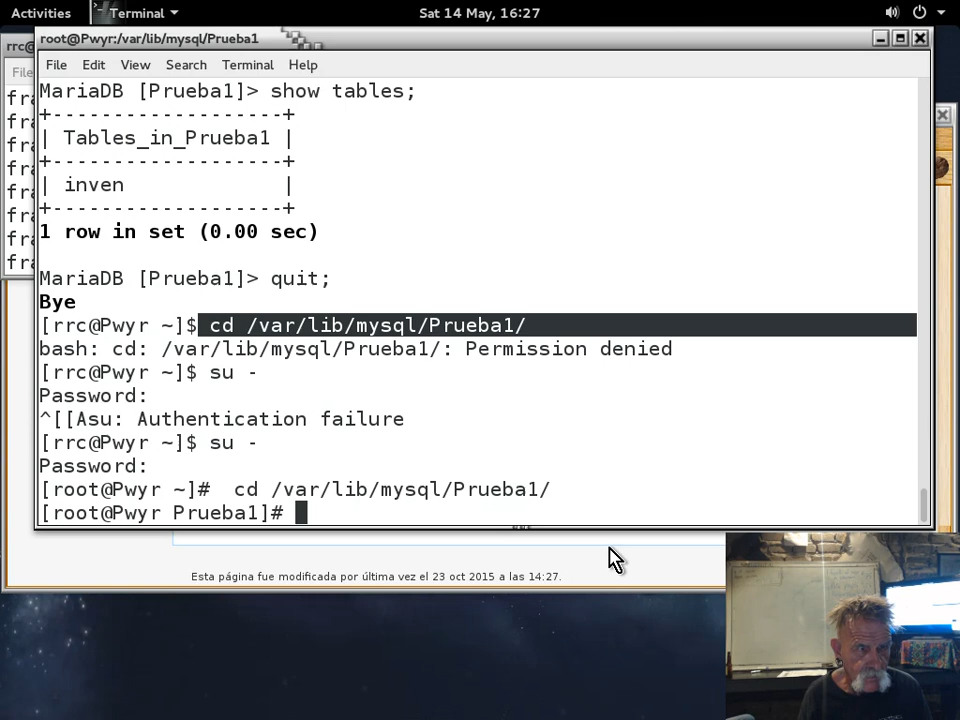 Activities Terminal Sat 14 May, 16:27
rrc@
root@Pwyr:/var/lib/mysql/Prueba1
File Edit View Search Terminal Help
MariaDB [Prueba1]> show tables;
+-------------------+
| Tables_in_Prueba1 |
+-------------------+
| inven             |
+-------------------+
1 row in set (0.00 sec)
MariaDB [Prueba1]> quit;
Bye
[rrc@Pwyr ~]$ cd /var/lib/mysql/Prueba1/
bash: cd: /var/lib/mysql/Prueba1/: Permission denied
[rrc@Pwyr ~]$ su -
Password:
^[[Asu: Authentication failure
[rrc@Pwyr ~]$ su -
Password:
[root@Pwyr ~]#  cd /var/lib/mysql/Prueba1/
[root@Pwyr Prueba1]#
Esta página fue modificada por última vez el 23 oct 2015 a las 14:27.